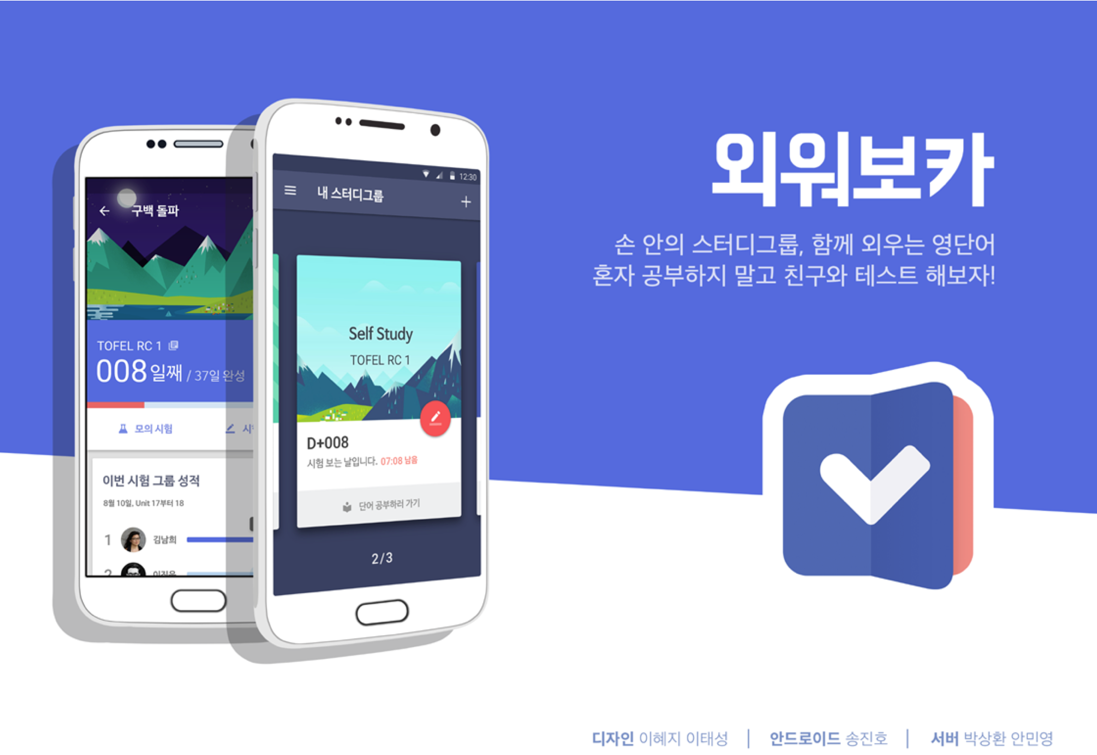 외워보카
손 안의 스터디그룹, 함께 외우는 영단어
혼자 공부하지 말고 친구와 테스트 해보자!
구백 돌파
TOFEL RC 1
008일째 / 37일 완성
모의 시험
이번 시험 그룹 성적
8월 10일, Unit 17부터 18
1 김남희
2
12:30
내 스터디그룹
Self Study
TOFEL RC 1
D+008
시험 보는 날입니다. 07:08 남음
단어 공부하러 가기
2/3
디자인 이혜지 이태성 | 안드로이드 송진호 | 서버 박상환 안민영